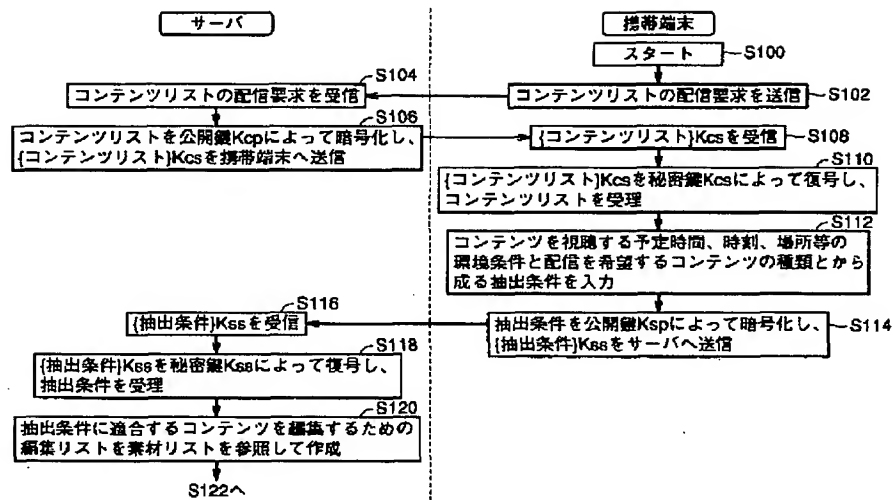 サーバ
携帯端末
スタート
S100
コンテンツリストの配信要求を送信
S102
S104
コンテンツリストの配信要求を受信
S106
コンテンツリストを公開鍵Kcpによって暗号化し、
{コンテンツリスト}Kcsを携帯端末へ送信
{コンテンツリスト}Kcsを受信
S108
S110
{コンテンツリスト}Kcsを秘密鍵Kcsによって復号し、
コンテンツリストを受理
S112
コンテンツを視聴する予定時間、時刻、場所等の
環境条件と配信を希望するコンテンツの種類とから
成る抽出条件を入力
抽出条件を公開鍵Kspによって暗号化し、
{抽出条件}Kssをサーバへ送信
S114
S116
{抽出条件}Kssを受信
S118
{抽出条件}Kssを秘密鍵Kssによって復号し、
抽出条件を受理
S120
抽出条件に適合するコンテンツを編集するための
編集リストを素材リストを参照して作成
S122へ